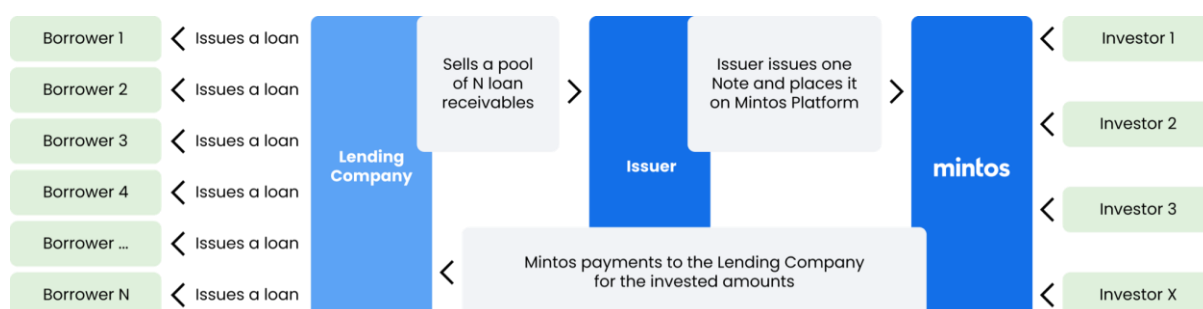 Borrower 1
Issues a loan
Borrower 2
Issues a loan
Borrower 3
Issues a loan
Borrower 4
Issues a loan
Borrower ...
Issues a loan
Borrower N
Issues a loan
Lending
Company
Sells a pool
of N loan
receivables
Issuer
Issuer issues one
Note and places it
on Mintos Platform
mintos
Mintos payments to the Lending Company
for the invested amounts
Investor 1
Investor 2
Investor 3
Investor X